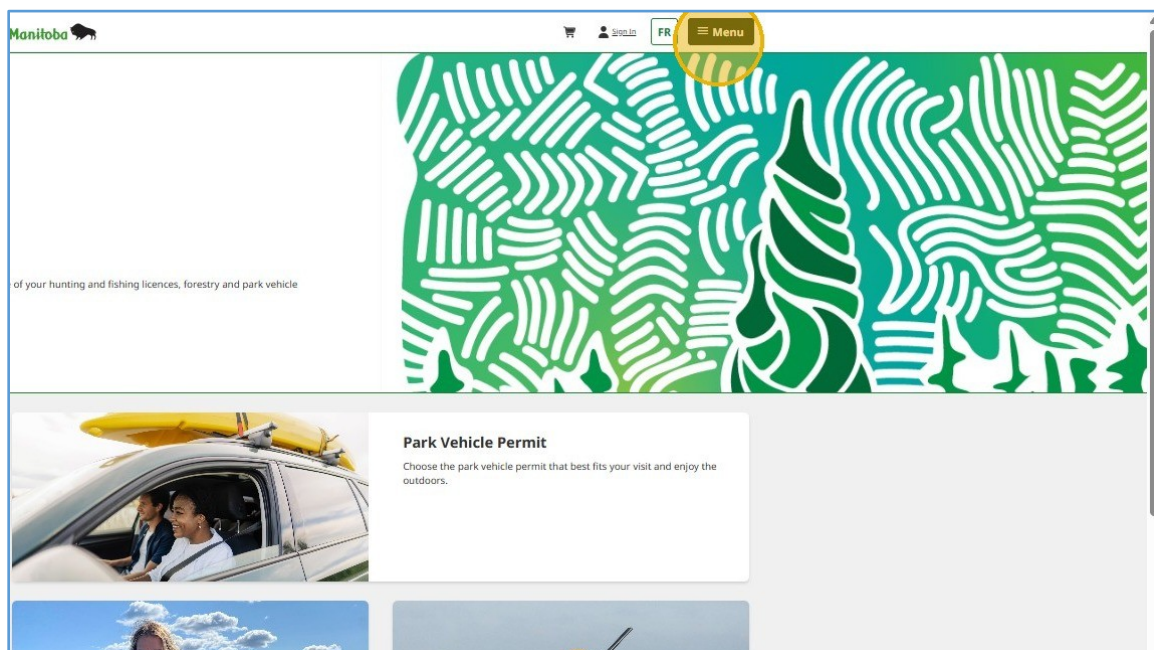 Manitoba
Sign In
FR
Menu
of your hunting and fishing licences, forestry and park vehicle
Park Vehicle Permit
Choose the park vehicle permit that best fits your visit and enjoy the
outdoors.